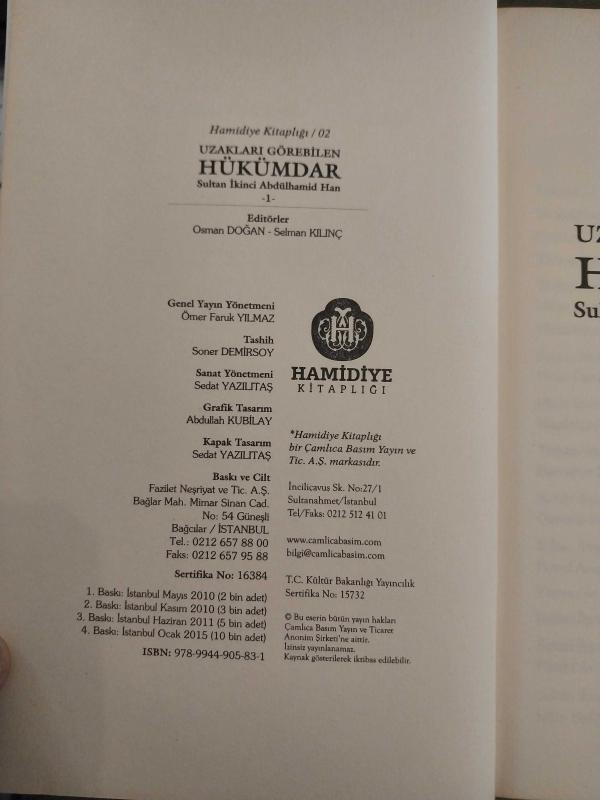 Hamidiye Kitaplığı / 02
UZAKLARI GÖREBİLEN
HÜKÜMDAR
Sultan İkinci Abdülhamid Han
-1-
Editörler
Osman DOĞAN - Selman KILINÇ
Genel Yayın Yönetmeni
Ömer Faruk YILMAZ
Tashih
Soner DEMİRSOY
Sanat Yönetmeni
Sedat YAZILITAŞ
Grafik Tasarım
Abdullah KUBİLAY
Kapak Tasarım
Sedat YAZILITAŞ
Baskı ve Cilt
Fazilet Neşriyat ve Tic. A.Ş.
Bağlar Mah. Mimar Sinan Cad.
No: 54 Güneşli
Bağcılar / İSTANBUL
Tel.: 0212 657 88 00
Faks: 0212 657 95 88
Sertifika No: 16384
1. Baskı: İstanbul Mayıs 2010 (2 bin adet)
2. Baskı: İstanbul Kasım 2010 (3 bin adet)
3. Baskı: İstanbul Haziran 2011 (5 bin adet)
4. Baskı: İstanbul Ocak 2015 (10 bin adet)
ISBN: 978-9944-905-83-1
H
HAMİDİYE
KİTAPLIĞI
*Hamidiye Kitaplığı
bir Çamlıca Basım Yayın ve
Tic. A.Ş. markasıdır.
İncilicavus Sk. No:27/1
Sultanahmet/İstanbul
Tel/Faks: 0212 512 41 01
www.camlicabasim.com
bilgi@camlicabasim.com
T.C. Kültür Bakanlığı Yayıncılık
Sertifika No: 15732
© Bu eserin bütün yayın hakları
Çamlıca Basım Yayın ve Ticaret
Anonim Şirketi'ne aittir.
İzinsiz yayınlanamaz.
Kaynak gösterilerek iktibas edilebilir.
UZ
H
Su